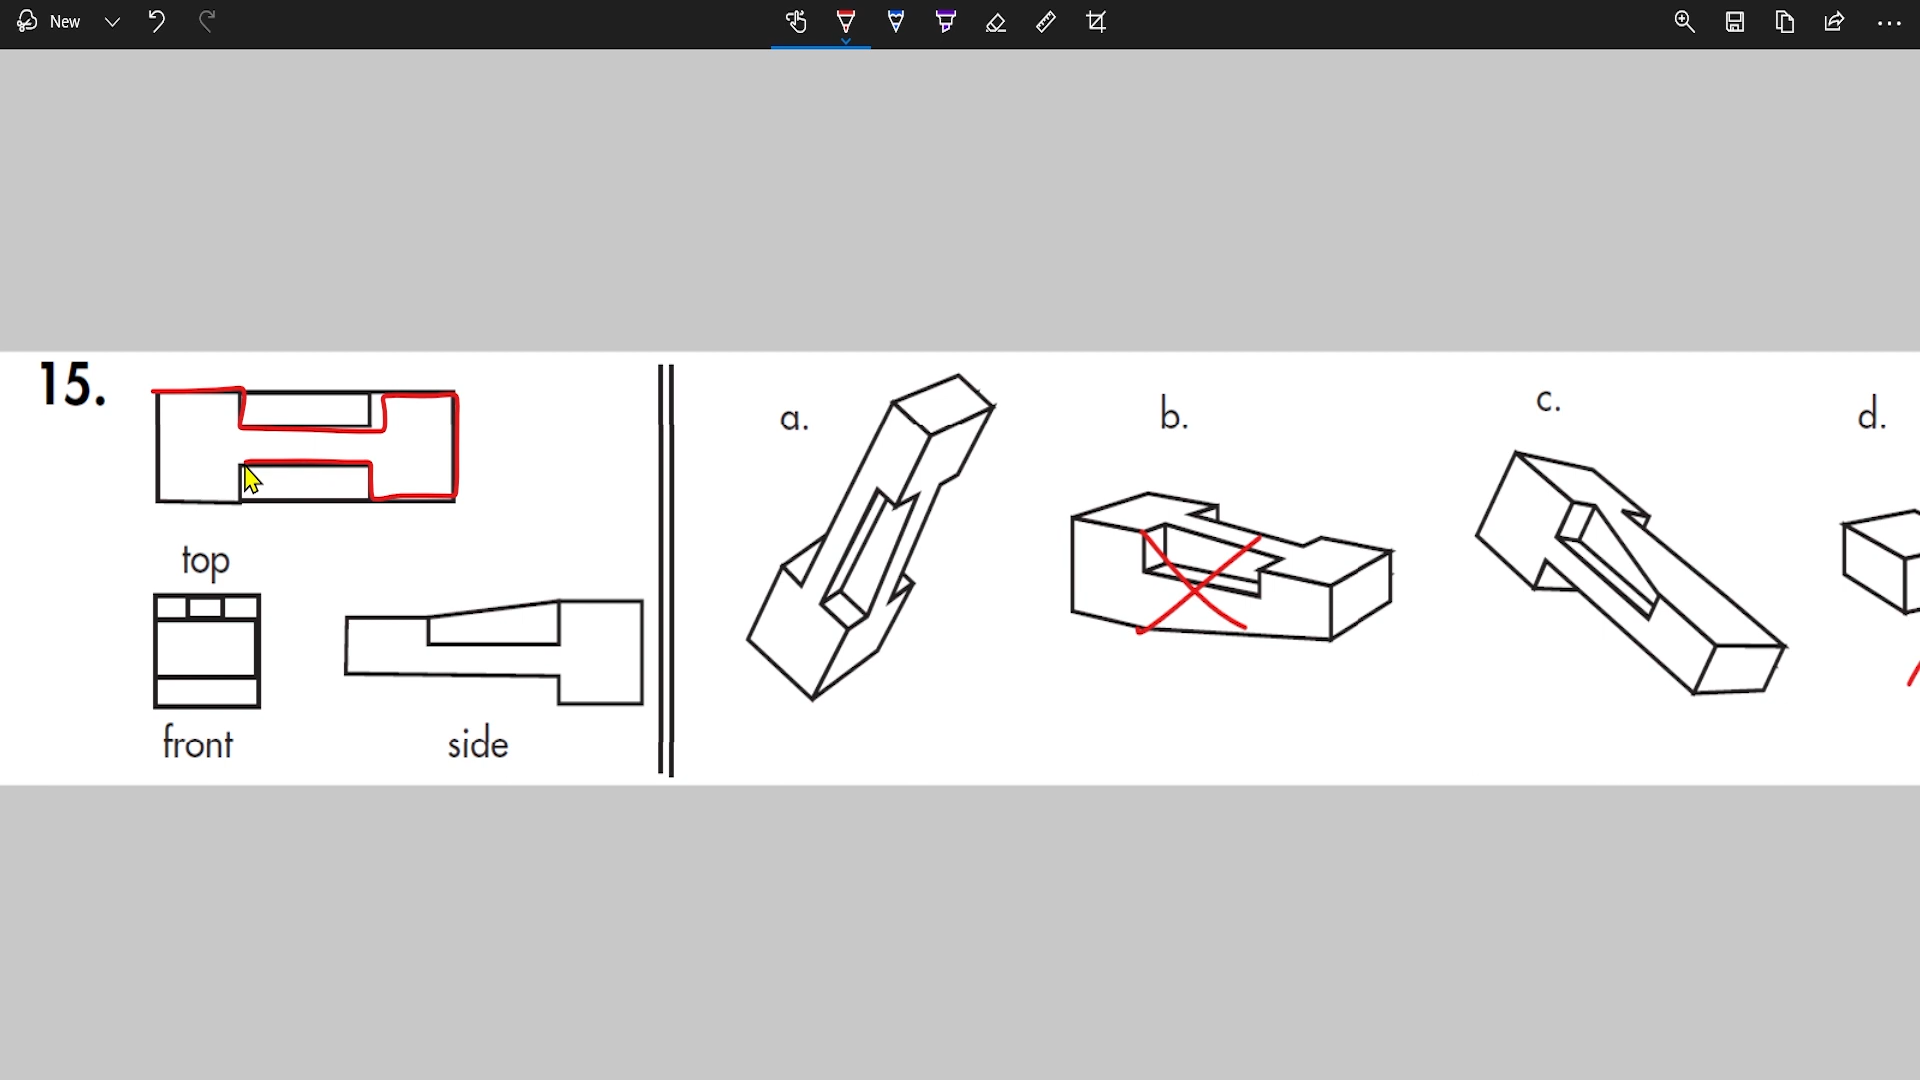 New
15.
a.
b.
c.
d.
top
front
side